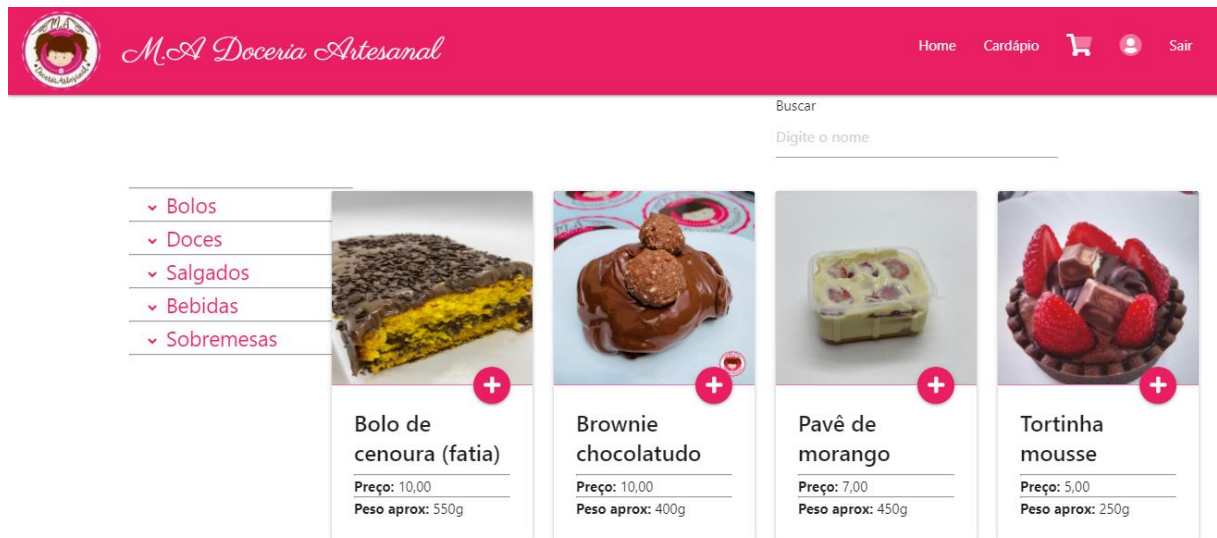 M.A
Doceria Artesanal
M.A Doceria Artesanal
Home
Cardápio
Sair
Buscar
Digite o nome
Bolos
Doces
Salgados
Bebidas
Sobremesas
Bolo de
cenoura (fatia)
Preço: 10,00
Peso aprox: 550g
Brownie
chocolatudo
Preço: 10,00
Peso aprox: 400g
Pavê de
morango
Preço: 7,00
Peso aprox: 450g
Tortinha
mousse
Preço: 5,00
Peso aprox: 250g